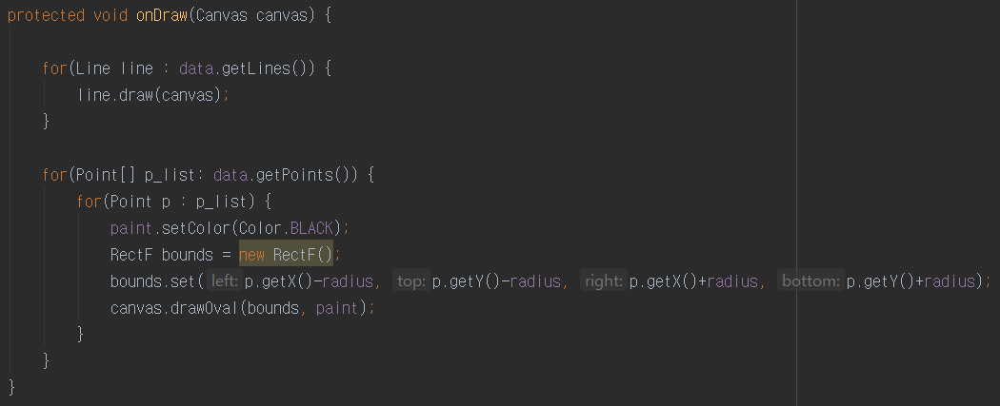 protected void onDraw(Canvas canvas) {
for(Line line : data.getLines()) {
line.draw(canvas);
}
for(Point[] p_list: data.getPoints()) {
for(Point p : p_list) {
paint.setColor(Color.BLACK);
RectF bounds = new RectF();
bounds.set( left: p.getX()-radius, top: p.getY()-radius, right: p.getX()+radius, bottom: p.getY()+radius);
canvas.drawOval(bounds, paint);
}
}
}